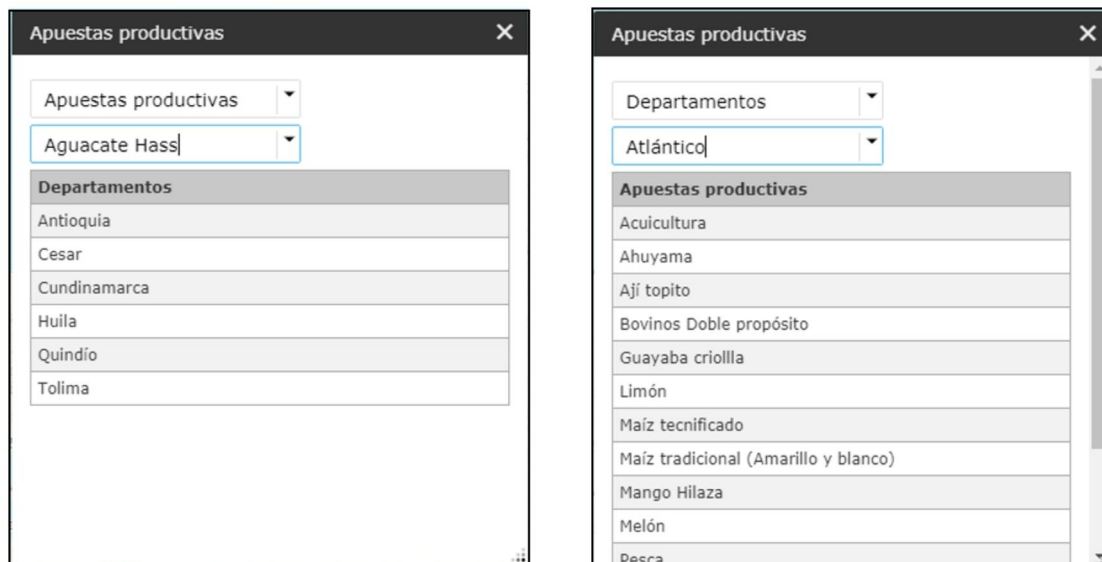 Apuestas productivas
Apuestas productivas
Aguacate Hass
Departamentos
Antioquia
Cesar
Cundinamarca
Huila
Quindío
Tolima
Apuestas productivas
Departamentos
Atlántico
Apuestas productivas
Acuicultura
Ahuyama
Ají topito
Bovinos Doble propósito
Guayaba criollla
Limón
Maíz tecnificado
Maíz tradicional (Amarillo y blanco)
Mango Hilaza
Melón
Pesca